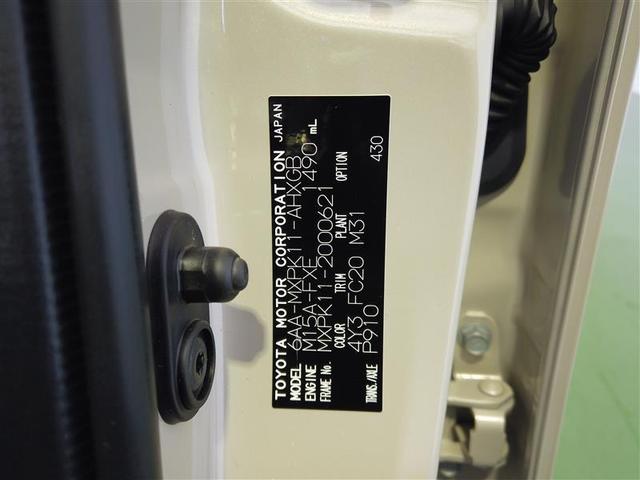 TOYOTA MOTOR CORPORATION JAPAN
MODEL 6AA-MXPK11-AHXGB
ENGINE M15A-FXE 1490 mL
FRAME No. MXPK11-2000621
COLOR TRIM PLANT OPTION
4Y3 FC20 M31 430
TRANS./AXLE P910